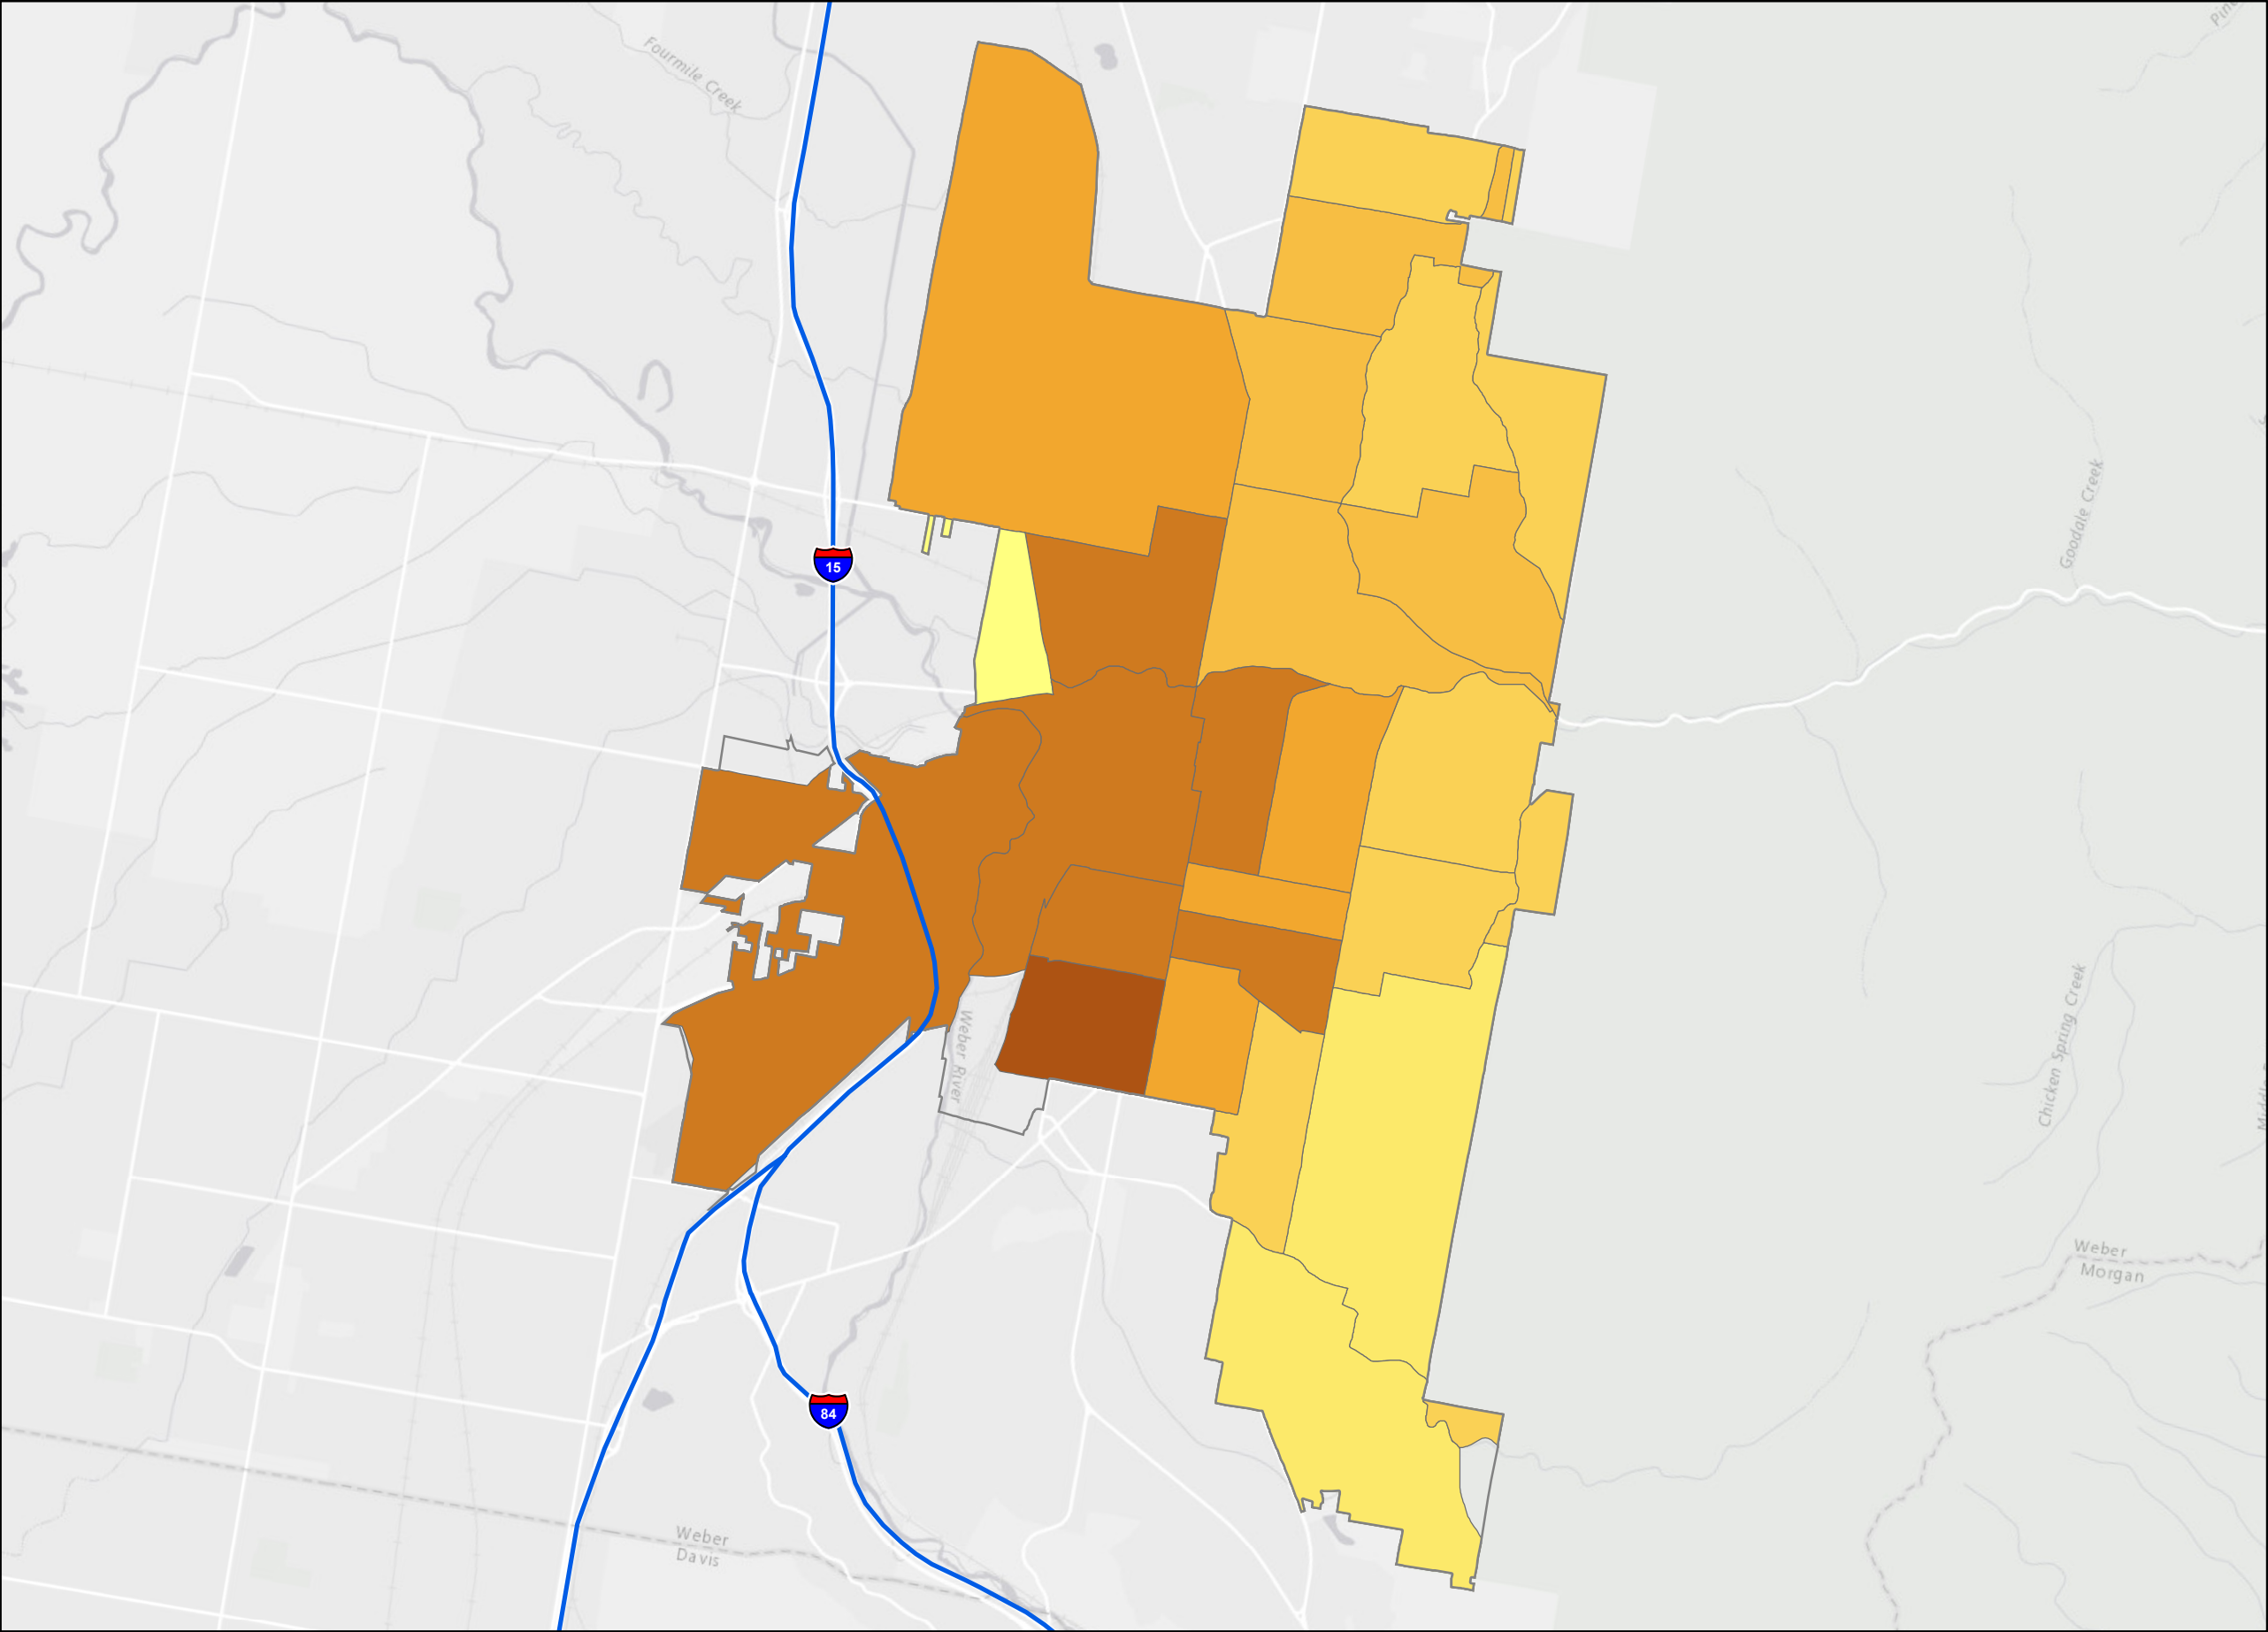 Fourmile Creek
15
Goodale Creek
Chicken Spring Creek
Weber River
Weber
Morgan
84
Weber
Davis